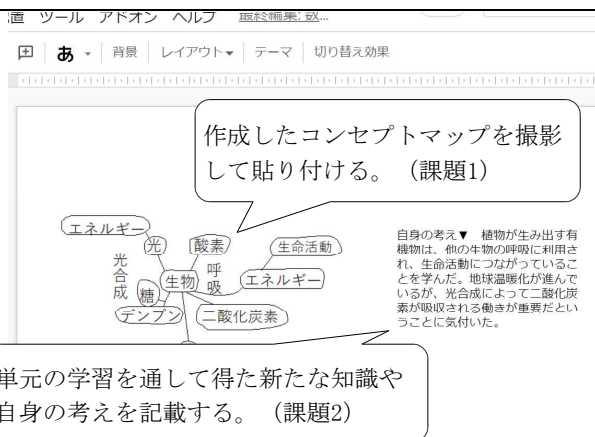 置 ツール アドオン ヘルプ 最終編集: 数...
あ 背景 レイアウト▾ テーマ 切り替え効果
作成したコンセプトマップを撮影
して貼り付ける。（課題1）
エネルギー
光
酸素
生命活動
光合成
生物
呼吸
エネルギー
糖
デンプン
二酸化炭素
自身の考え▼ 植物が生み出す有
機物は、他の生物の呼吸に利用さ
れ、生命活動につながっているこ
とを学んだ。地球温暖化が進んで
いるが、光合成によって二酸化炭
素が吸収される働きが重要だとい
うことに気付いた。
単元の学習を通して得た新たな知識や
自身の考えを記載する。（課題2）